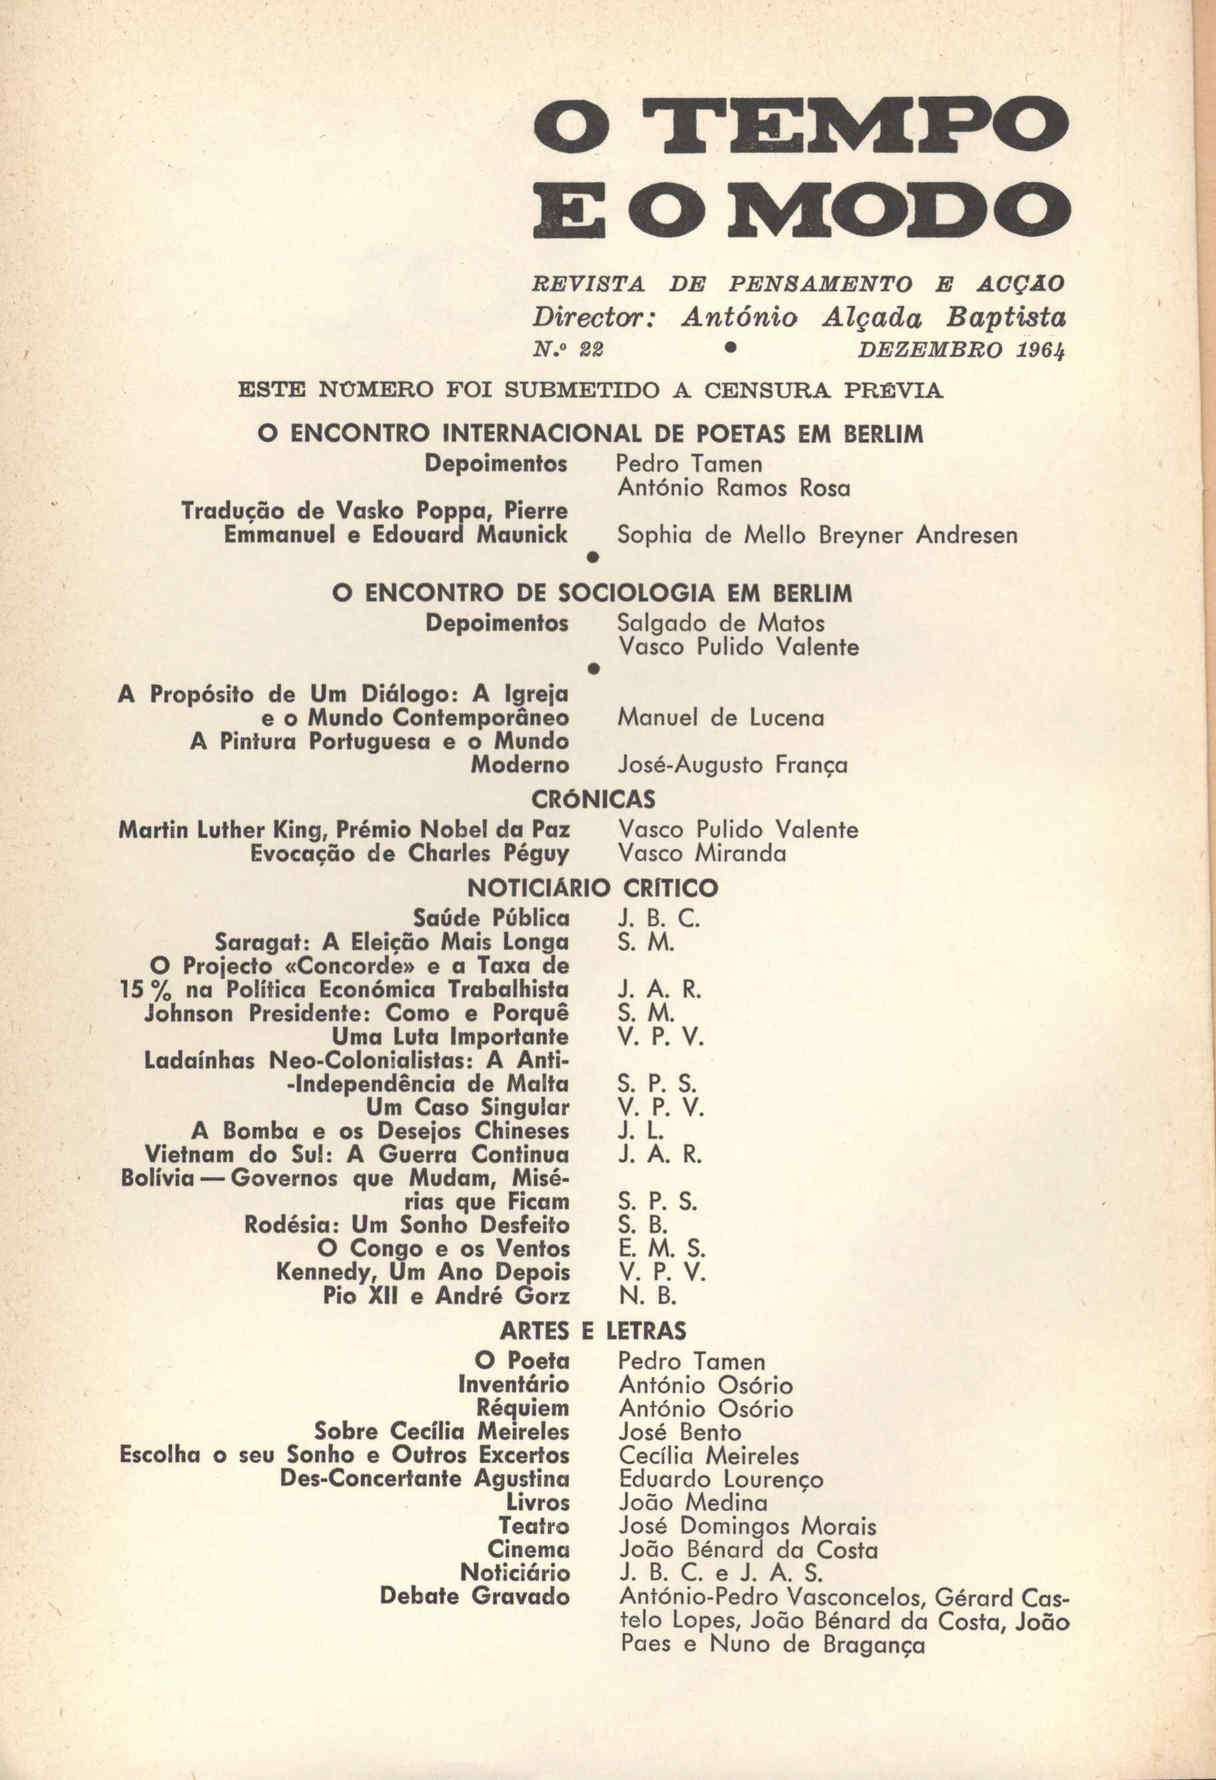 O TEMPO
E O MODO
REVISTA DE PENSAMENTO E ACÇÃO
Director: António Alçada Baptista
N.º 22 • DEZEMBRO 1964
ESTE NÚMERO FOI SUBMETIDO A CENSURA PRÉVIA
O ENCONTRO INTERNACIONAL DE POETAS EM BERLIM
Depoimentos Pedro Tamen
António Ramos Rosa
Tradução de Vasko Poppa, Pierre
Emmanuel e Edouard Maunick Sophia de Mello Breyner Andresen
•
O ENCONTRO DE SOCIOLOGIA EM BERLIM
Depoimentos Salgado de Matos
Vasco Pulido Valente
•
A Propósito de Um Diálogo: A Igreja
e o Mundo Contemporâneo Manuel de Lucena
A Pintura Portuguesa e o Mundo
Moderno José-Augusto França
CRÓNICAS
Martin Luther King, Prémio Nobel da Paz Vasco Pulido Valente
Evocação de Charles Péguy Vasco Miranda
NOTICIÁRIO CRÍTICO
Saúde Pública J. B. C.
Saragat: A Eleição Mais Longa S. M.
O Projecto «Concorde» e a Taxa de
15 % na Política Económica Trabalhista J. A. R.
Johnson Presidente: Como e Porquê S. M.
Uma Luta Importante V. P. V.
Ladaínhas Neo-Colonialistas: A Anti-
-Independência de Malta S. P. S.
Um Caso Singular V. P. V.
A Bomba e os Desejos Chineses J. L.
Vietnam do Sul: A Guerra Continua J. A. R.
Bolívia — Governos que Mudam, Misé-
rias que Ficam S. P. S.
Rodésia: Um Sonho Desfeito S. B.
O Congo e os Ventos E. M. S.
Kennedy, Um Ano Depois V. P. V.
Pio XII e André Gorz N. B.
ARTES E LETRAS
O Poeta Pedro Tamen
Inventário António Osório
Réquiem António Osório
Sobre Cecília Meireles José Bento
Escolha o seu Sonho e Outros Excertos Cecília Meireles
Des-Concertante Agustina Eduardo Lourenço
Livros João Medina
Teatro José Domingos Morais
Cinema João Bénard da Costa
Noticiário J. B. C. e J. A. S.
Debate Gravado António-Pedro Vasconcelos, Gérard Cas-
telo Lopes, João Bénard da Costa, João
Paes e Nuno de Bragança